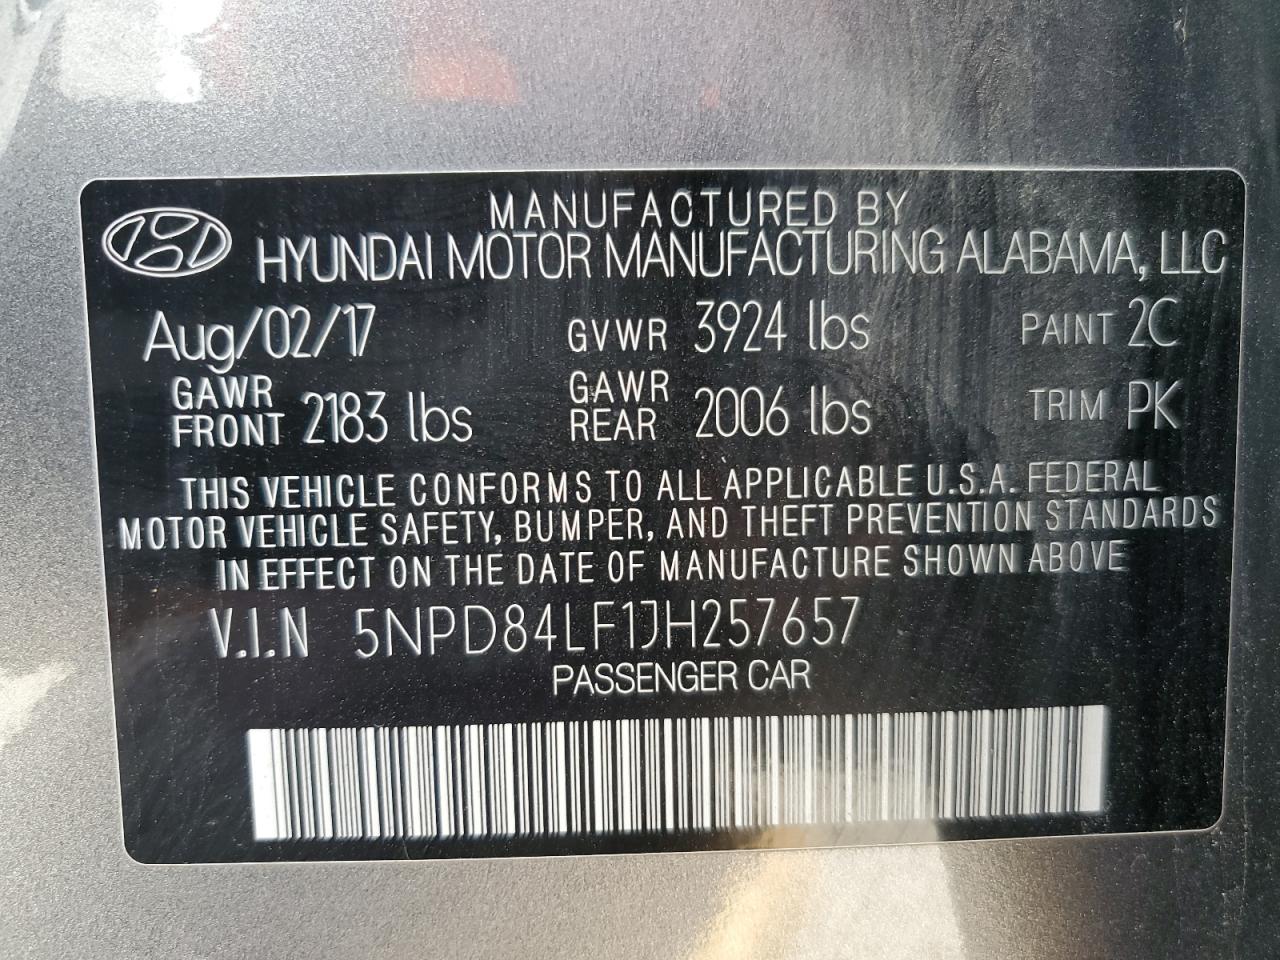 MANUFACTURED BY
HYUNDAI MOTOR MANUFACTURING ALABAMA, LLC
Aug/02/17 GVWR 3924 lbs PAINT 2C
GAWR FRONT 2183 lbs GAWR REAR 2006 lbs TRIM PK
THIS VEHICLE CONFORMS TO ALL APPLICABLE U.S.A. FEDERAL
MOTOR VEHICLE SAFETY, BUMPER, AND THEFT PREVENTION STANDARDS
IN EFFECT ON THE DATE OF MANUFACTURE SHOWN ABOVE
V.I.N 5NPD84LF1JH257657
PASSENGER CAR